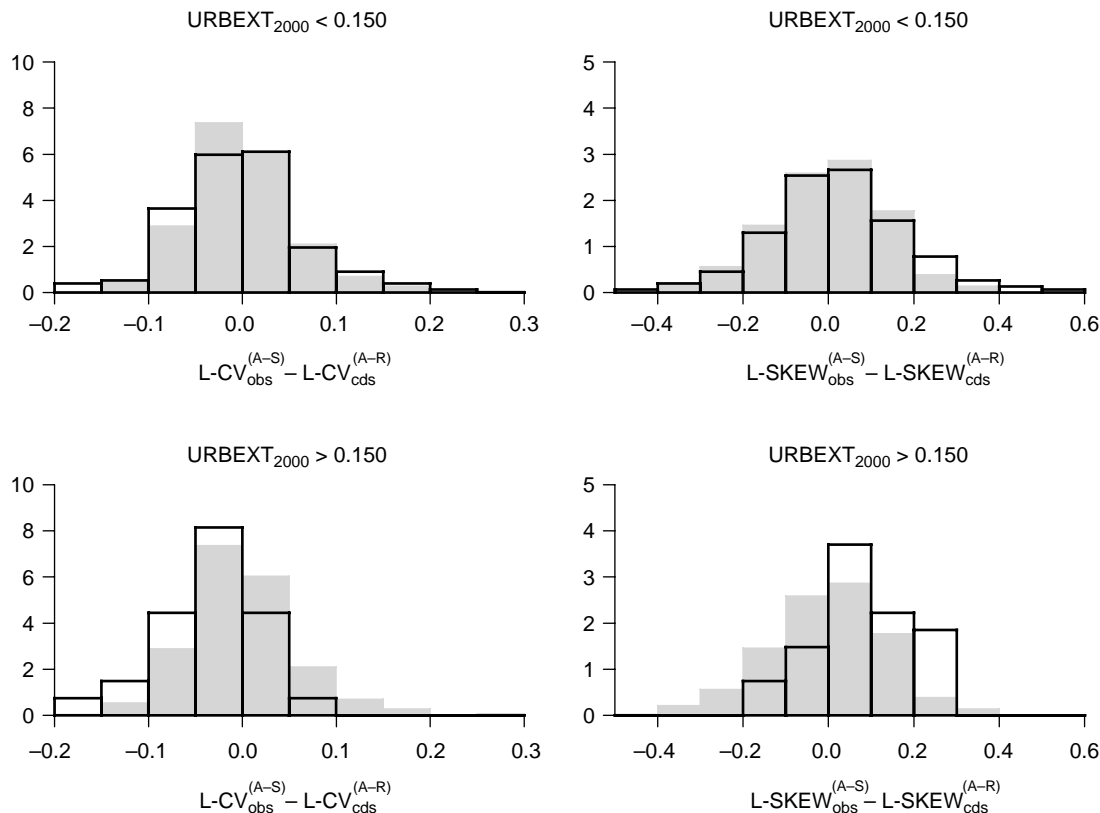 URBEXT2000 < 0.150
URBEXT2000 < 0.150
10
8
6
4
2
0
–0.2 –0.1 0.0 0.1 0.2 0.3
L-CV(A–S)obs – L-CV(A–R)cds
5
4
3
2
1
0
–0.4 –0.2 0.0 0.2 0.4 0.6
L-SKEW(A–S)obs – L-SKEW(A–R)cds
URBEXT2000 > 0.150
URBEXT2000 > 0.150
10
8
6
4
2
0
–0.2 –0.1 0.0 0.1 0.2 0.3
L-CV(A–S)obs – L-CV(A–R)cds
5
4
3
2
1
0
–0.4 –0.2 0.0 0.2 0.4 0.6
L-SKEW(A–S)obs – L-SKEW(A–R)cds